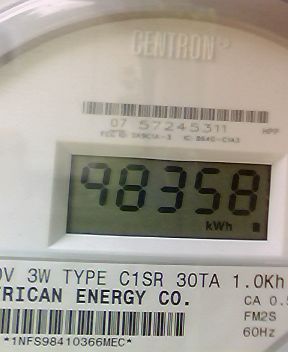 CENTRON®
07 57245311 HPP
98358
kWh
V 3W TYPE C1SR 30TA 1.0Kh
RICAN ENERGY CO.
CA 0.5
FM2S
60Hz
*1NFS98410366MEC*